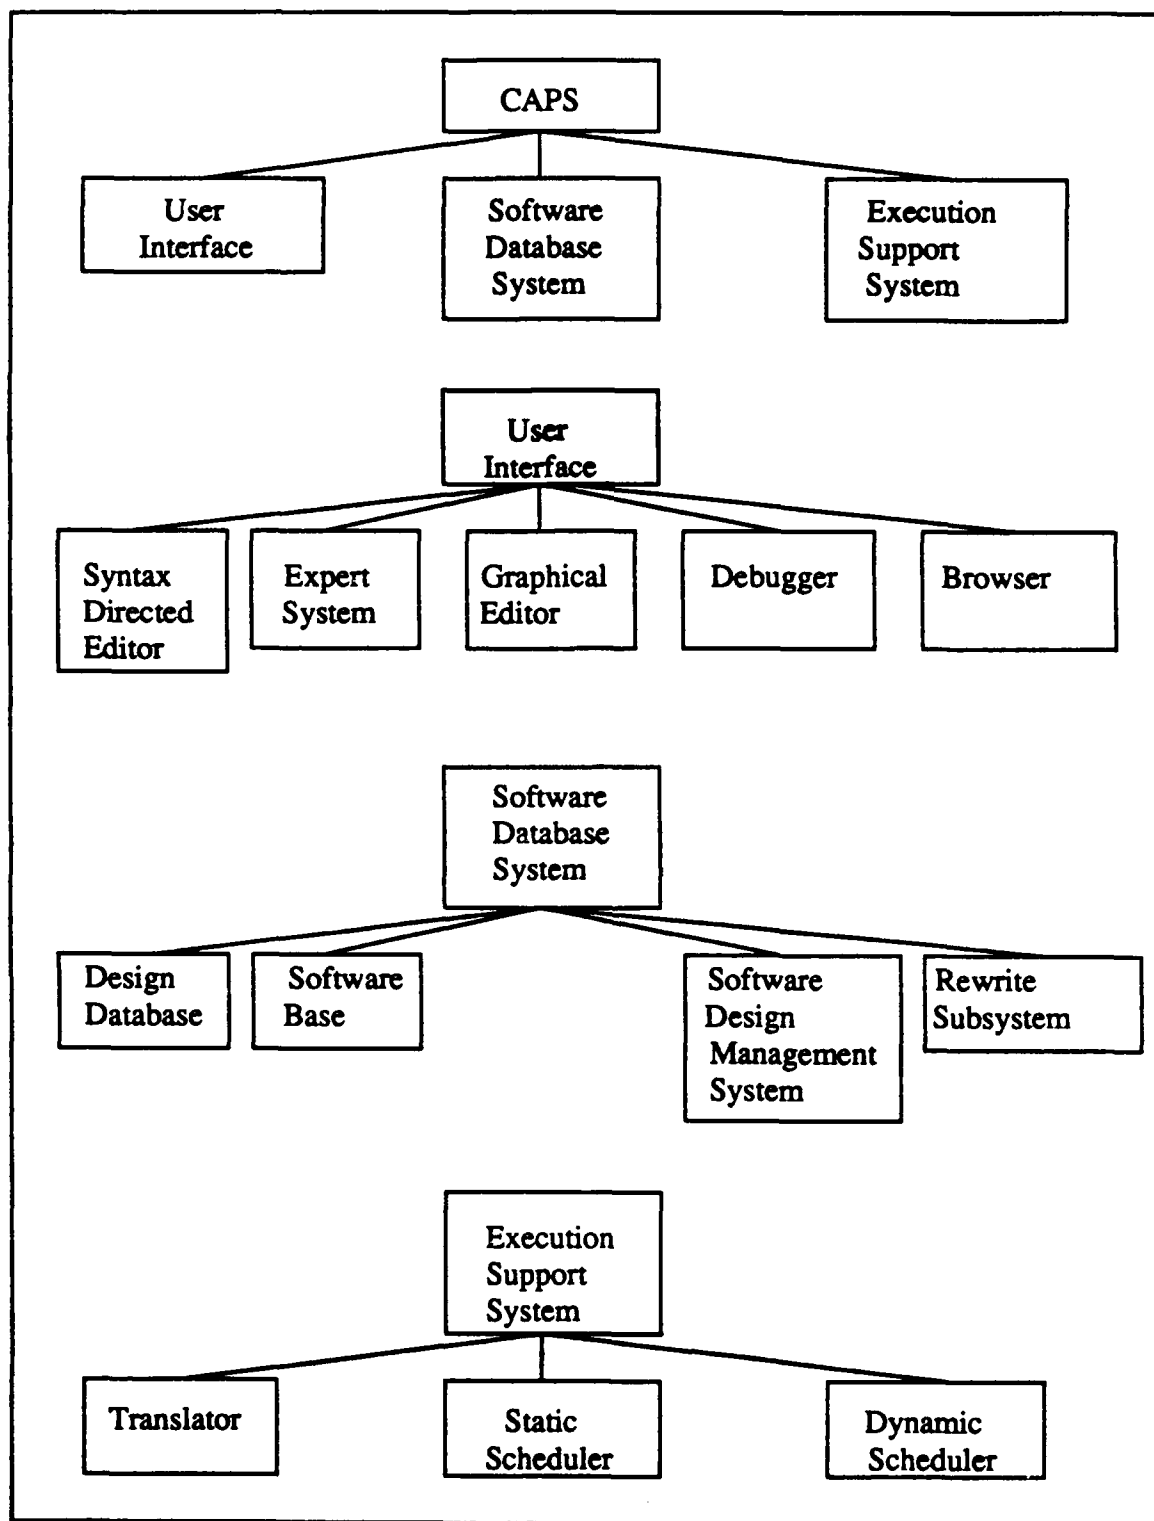 CAPS
User
Interface
Software
Database
System
Execution
Support
System
User
Interface
Syntax
Directed
Editor
Expert
System
Graphical
Editor
Debugger
Browser
Software
Database
System
Design
Database
Software
Base
Software
Design
Management
System
Rewrite
Subsystem
Execution
Support
System
Translator
Static
Scheduler
Dynamic
Scheduler